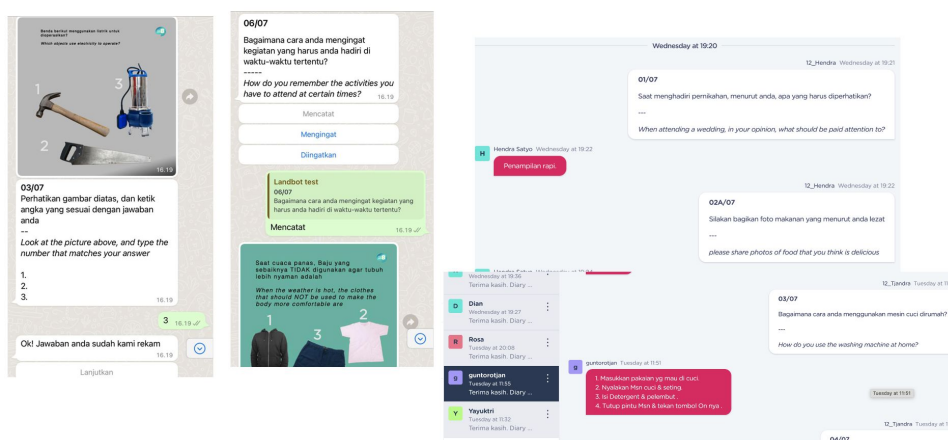 Benda berikut menggunakan listrik untuk
dioperasikan?
Which objects use electricity to operate?
1
3
2
16.19
03/07
Perhatikan gambar diatas, dan ketik
angka yang sesuai dengan jawaban
anda
--
Look at the picture above, and type the
number that matches your answer
1.
2.
3.
16.19
3 16.19
Ok! Jawaban anda sudah kami rekam
16.19
Lanjutkan
06/07
Bagaimana cara anda mengingat
kegiatan yang harus anda hadiri di
waktu-waktu tertentu?
-----
How do you remember the activities you
have to attend at certain times?
16.19
Mencatat
Mengingat
Diingatkan
Landbot test
06/07
Bagaimana cara anda mengingat kegiatan yang
harus anda hadiri di waktu-waktu tertentu?
Mencatat
16.19
Saat cuaca panas, Baju yang
sebaiknya TIDAK digunakan agar tubuh
lebih nyaman adalah
When the weather is hot, the clothes
that should NOT be used to make the
body more comfortable are
1
3
2
Wednesday at 19:20
12_Hendra Wednesday at 19:21
01/07
Saat menghadiri pernikahan, menurut anda, apa yang harus diperhatikan?
---
When attending a wedding, in your opinion, what should be paid attention to?
H
Hendra Satyo Wednesday at 19:22
Penampilan rapi.
12_Hendra Wednesday at 19:22
02A/07
Silakan bagikan foto makanan yang menurut anda lezat
---
please share photos of food that you think is delicious
Wednesday at 19:36
Terima kasih. Diary ...
D
Dian
Wednesday at 19:27
Terima kasih. Diary ...
R
Rosa
Tuesday at 20:08
Terima kasih. Diary ...
g
guntorotjan
Tuesday at 11:55
Terima kasih. Diary ...
Y
Yayuktri
Tuesday at 11:32
Terima kasih. Diary ...
12_Tjandra Tuesday at 11
03/07
Bagaimana cara anda menggunakan mesin cuci dirumah?
---
How do you use the washing machine at home?
g
guntorotjan Tuesday at 11:51
1. Masukkan pakaian yg mau di cuci.
2. Nyalakan Msn cuci & seting.
3. Isi Detergent & pelembut .
4. Tutup pintu Msn & tekan tombol On nya .
Tuesday at 11:51
12_Tjandra Tuesday at
04/07